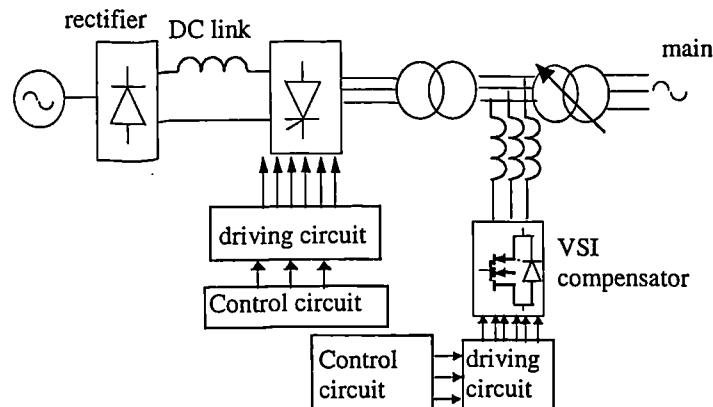 rectifier
DC link
main
driving circuit
Control circuit
VSI
compensator
Control
circuit
driving
circuit